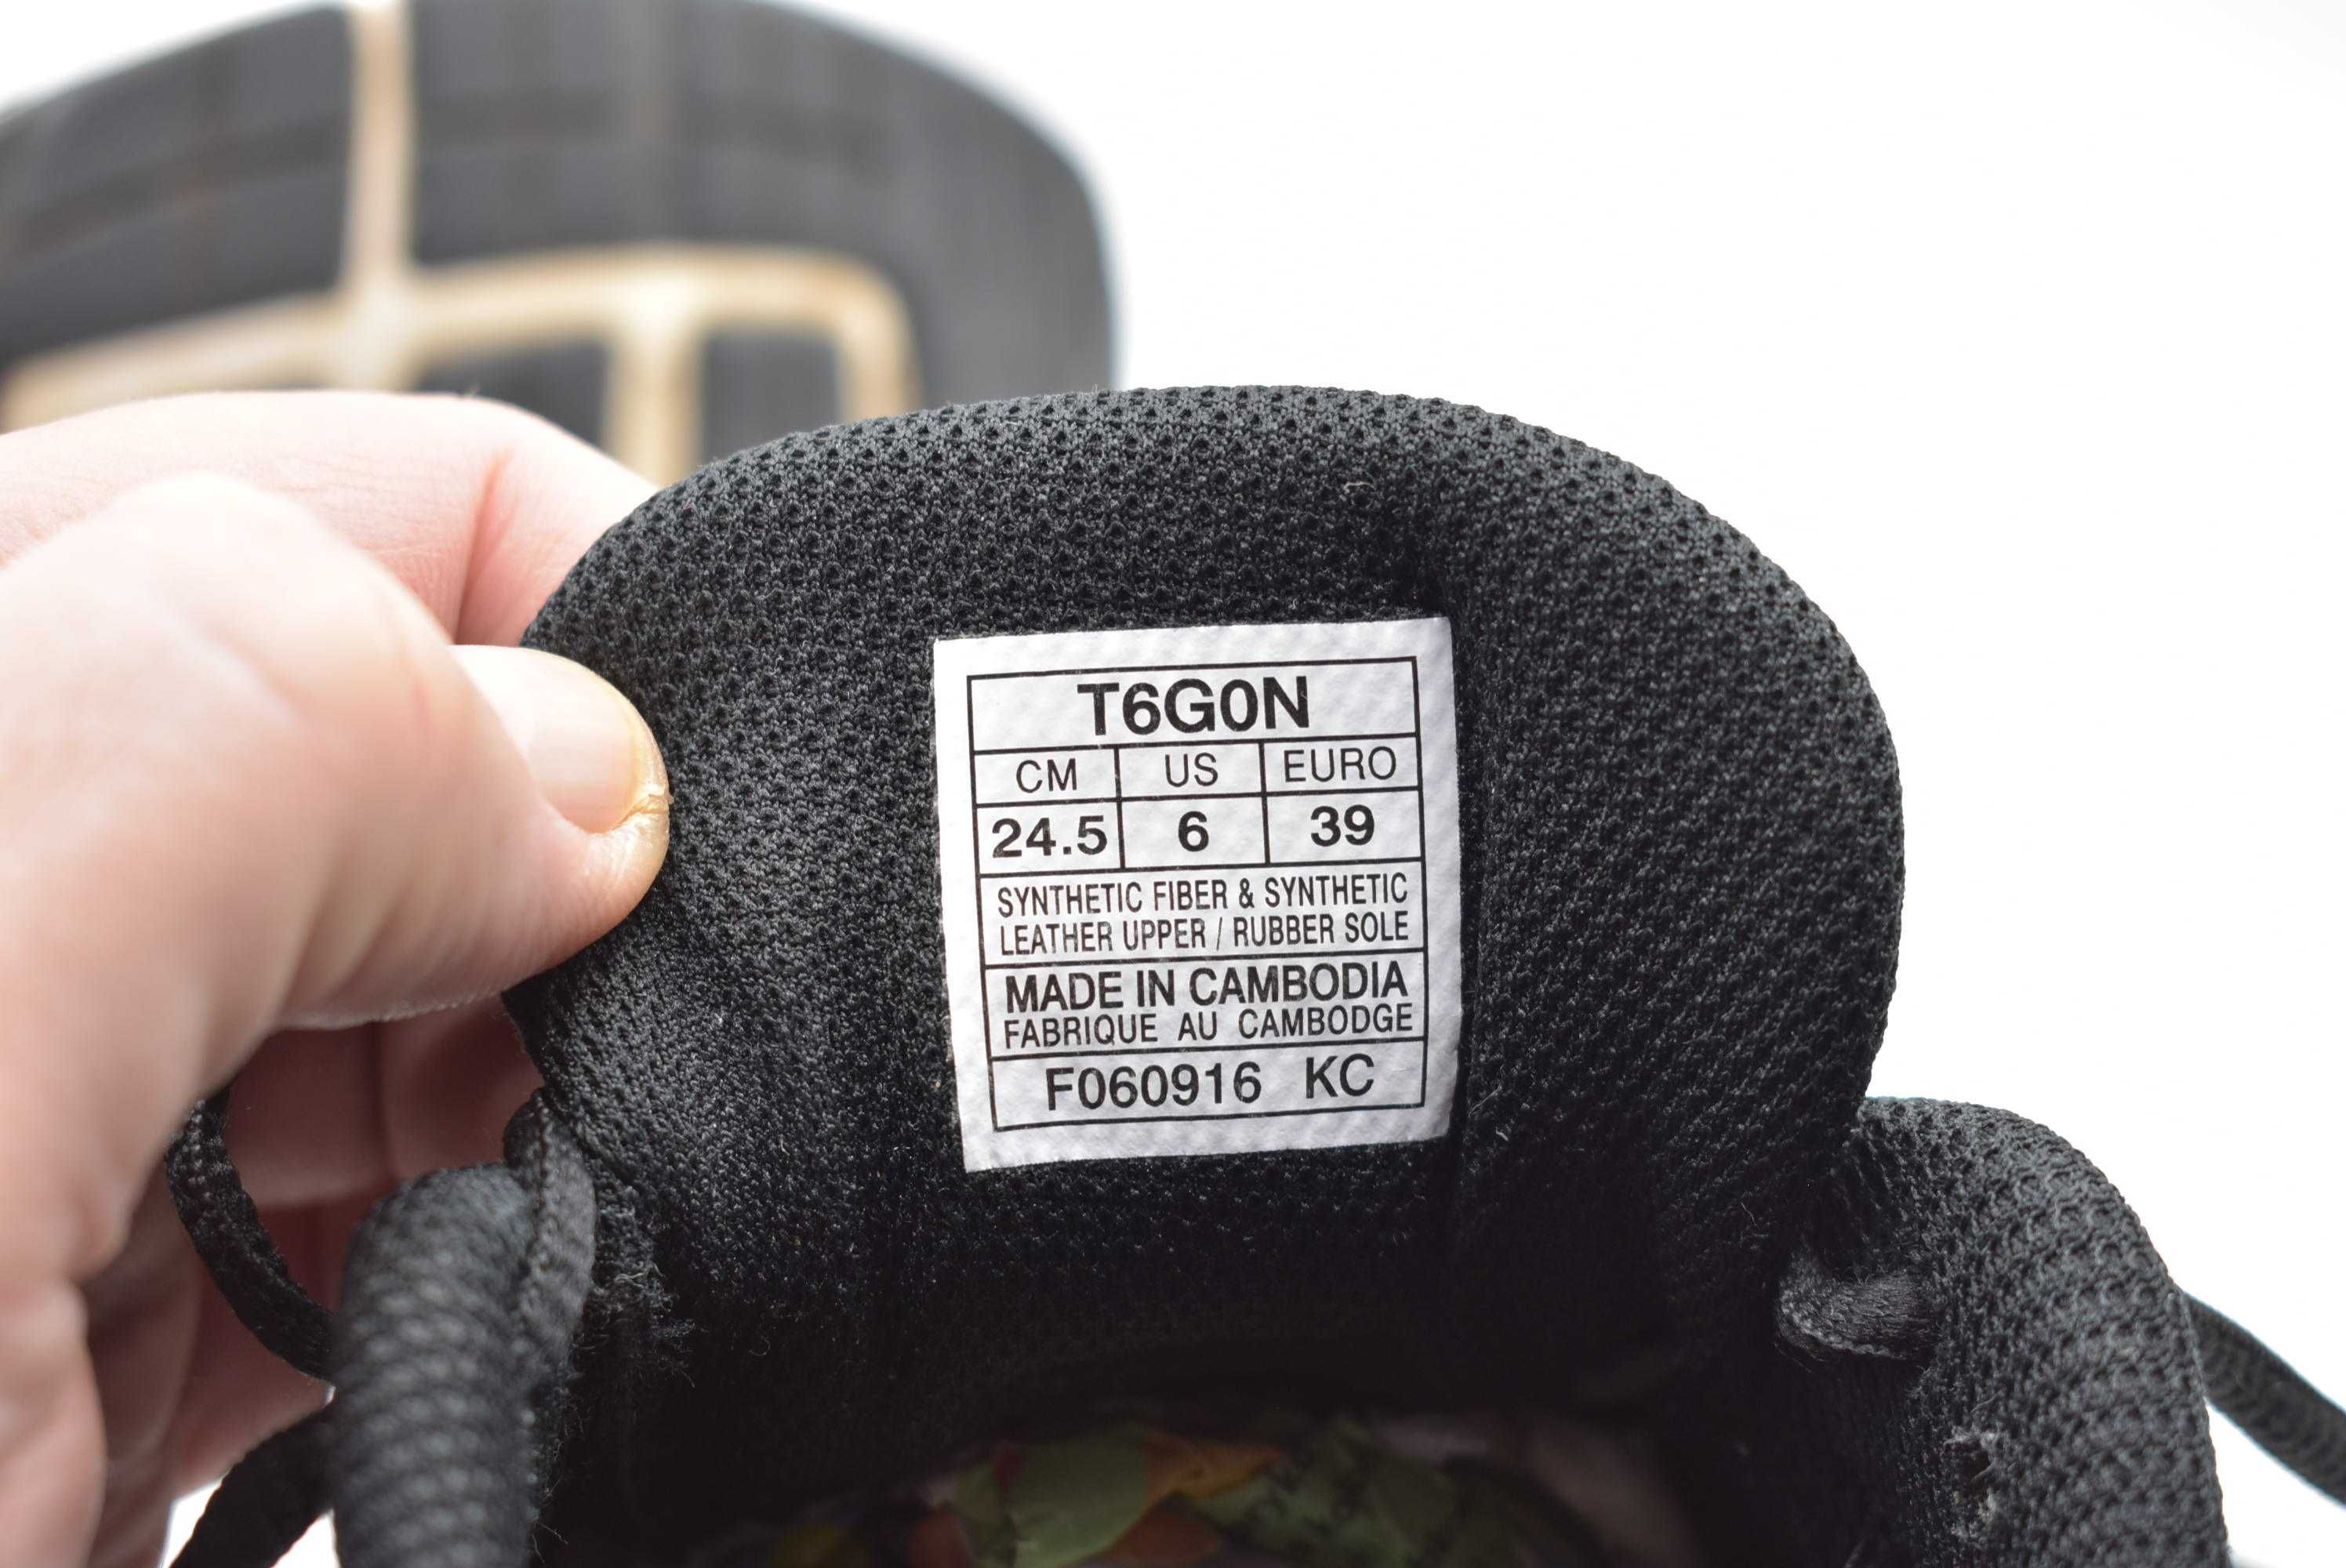 T6G0N
CM US EURO
24.5 6 39
SYNTHETIC FIBER & SYNTHETIC
LEATHER UPPER / RUBBER SOLE
MADE IN CAMBODIA
FABRIQUE AU CAMBODGE
F060916 KC